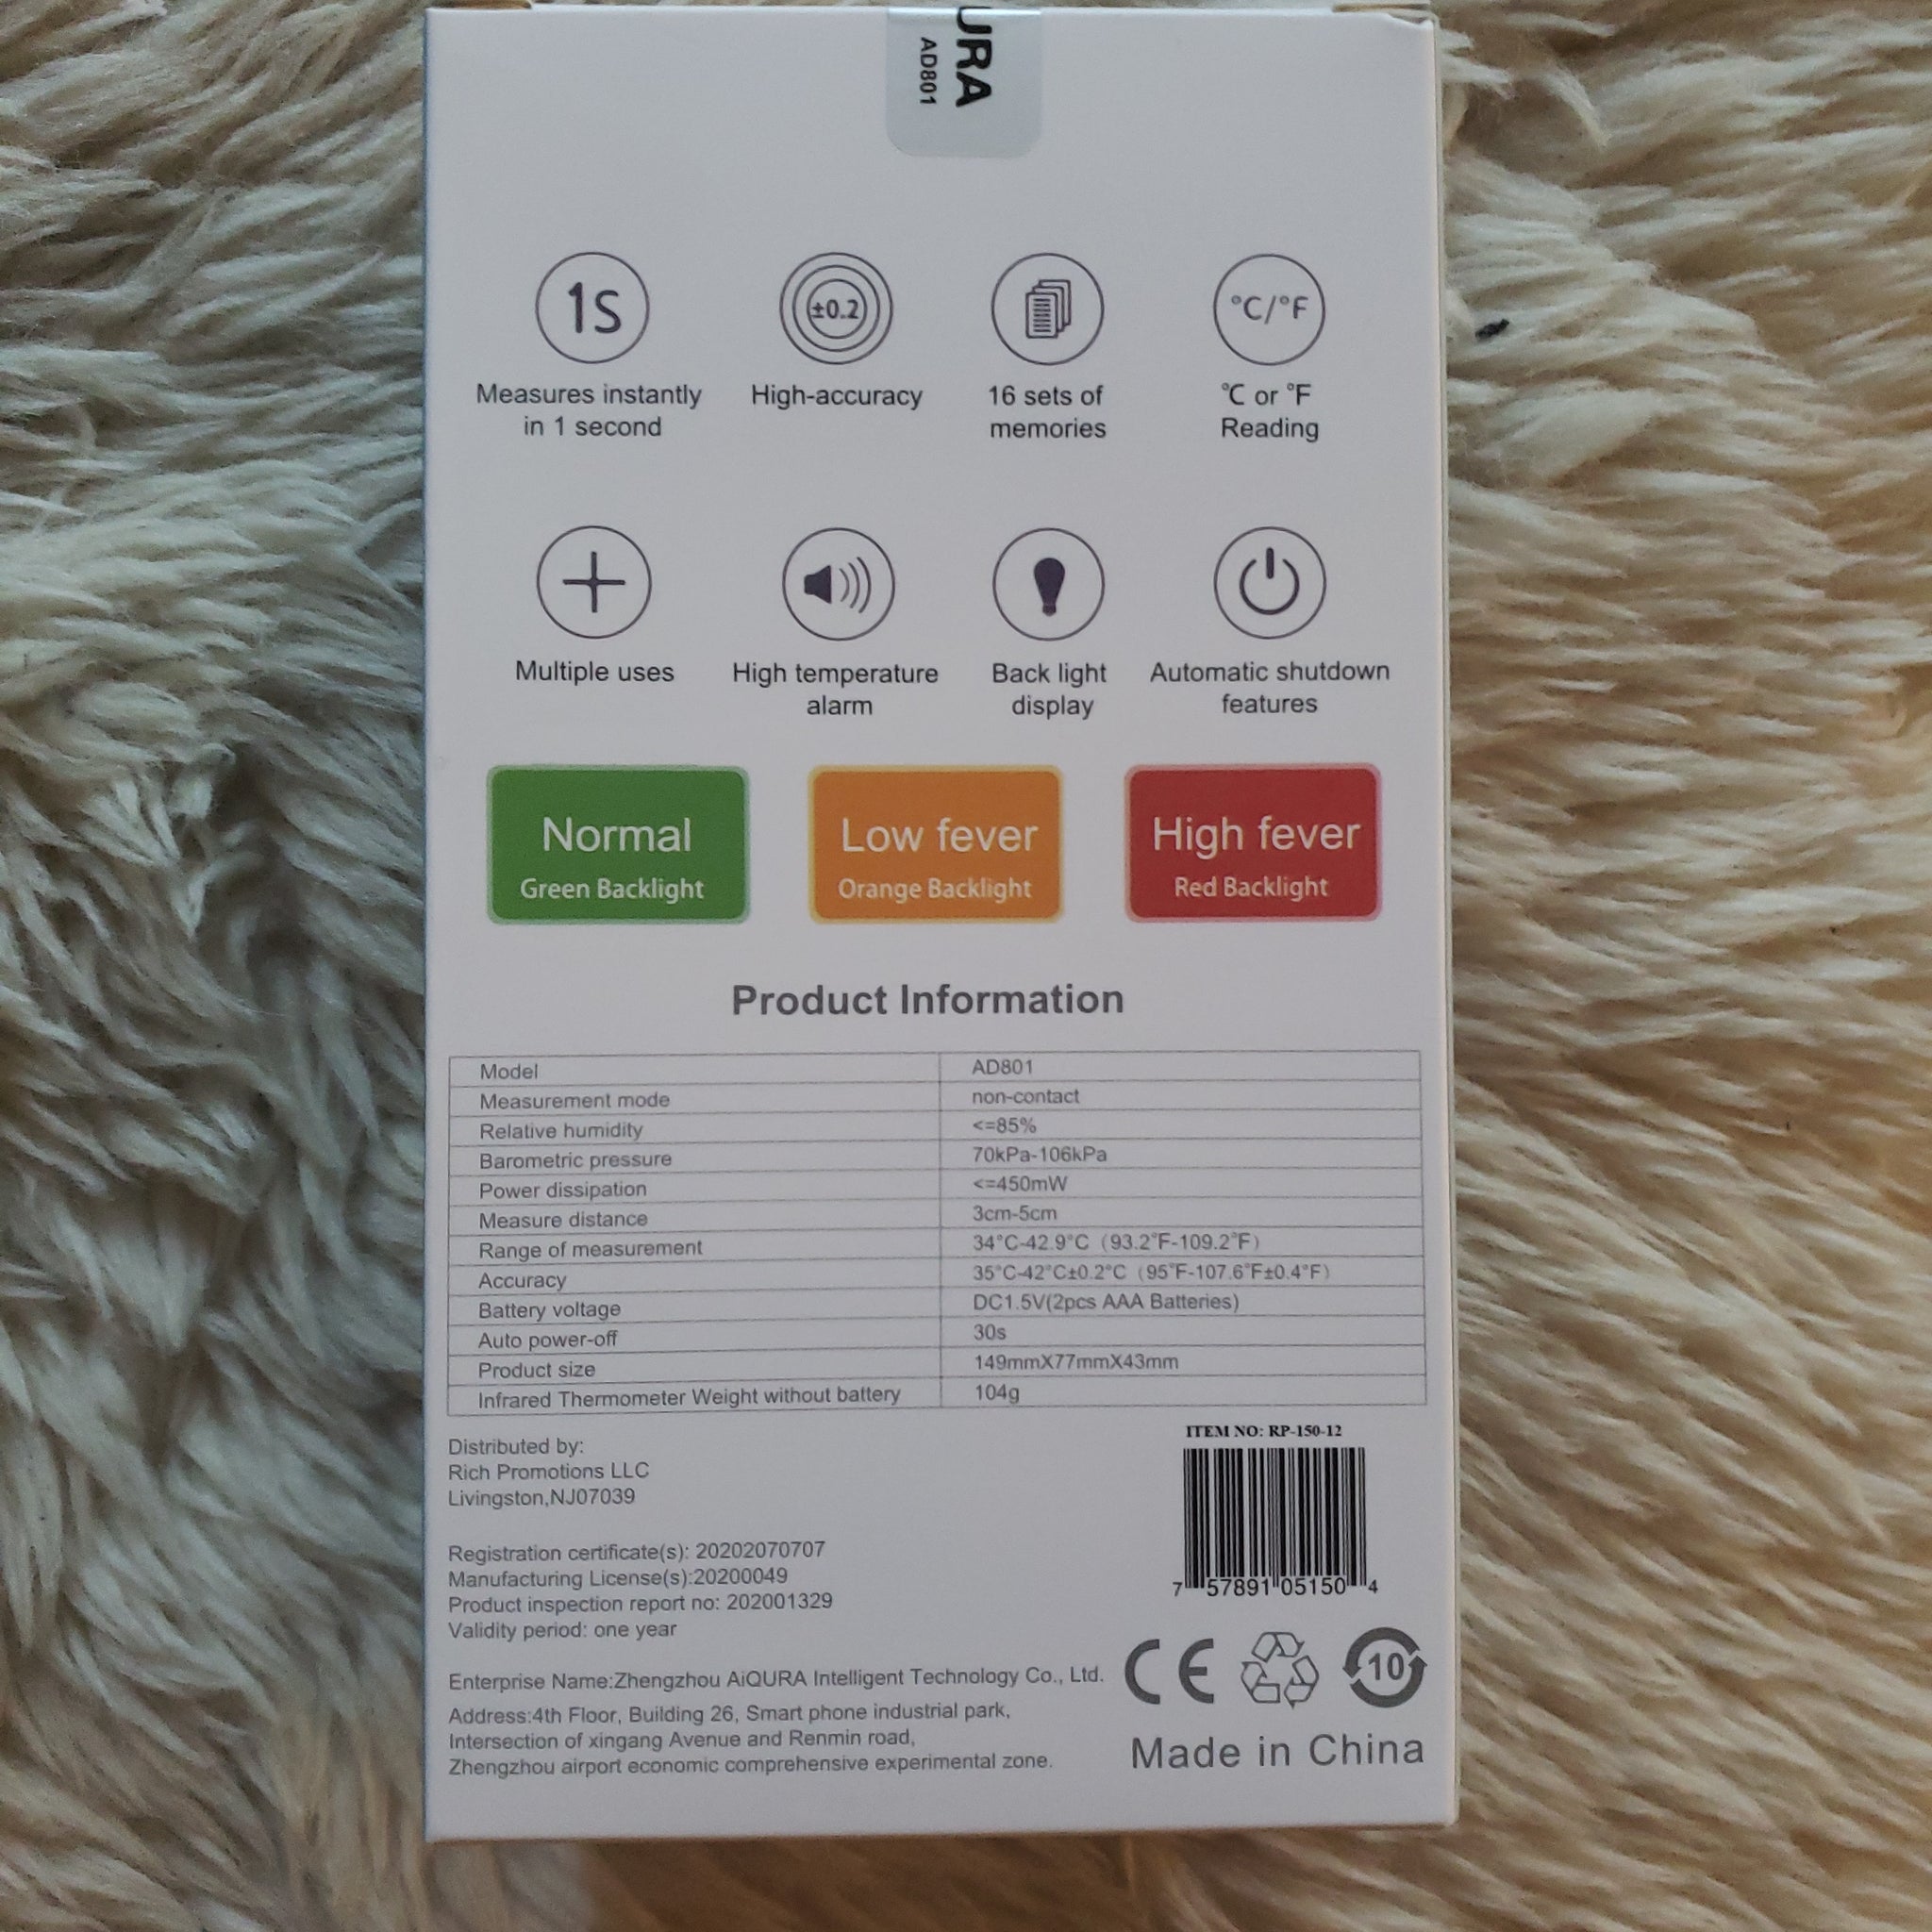 URA
AD801
1S
±0.2
°C/°F
Measures instantly
in 1 second
High-accuracy
16 sets of
memories
°C or °F
Reading
Multiple uses
High temperature
alarm
Back light
display
Automatic shutdown
features
Normal
Green Backlight
Low fever
Orange Backlight
High fever
Red Backlight
Product Information
Model AD801
Measurement mode non-contact
Relative humidity <=85%
Barometric pressure 70kPa-106kPa
Power dissipation <=450mW
Measure distance 3cm-5cm
Range of measurement 34°C-42.9°C (93.2°F-109.2°F)
Accuracy 35°C-42°C±0.2°C (95°F-107.6°F±0.4°F)
Battery voltage DC1.5V(2pcs AAA Batteries)
Auto power-off 30s
Product size 149mmX77mmX43mm
Infrared Thermometer Weight without battery 104g
Distributed by:
Rich Promotions LLC
Livingston,NJ07039
ITEM NO: RP-150-12
7 57891 05150 4
Registration certificate(s): 20202070707
Manufacturing License(s):20200049
Product inspection report no: 202001329
Validity period: one year
Enterprise Name:Zhengzhou AiQURA Intelligent Technology Co., Ltd.
Address:4th Floor, Building 26, Smart phone industrial park,
Intersection of xingang Avenue and Renmin road,
Zhengzhou airport economic comprehensive experimental zone.
CE
10
Made in China